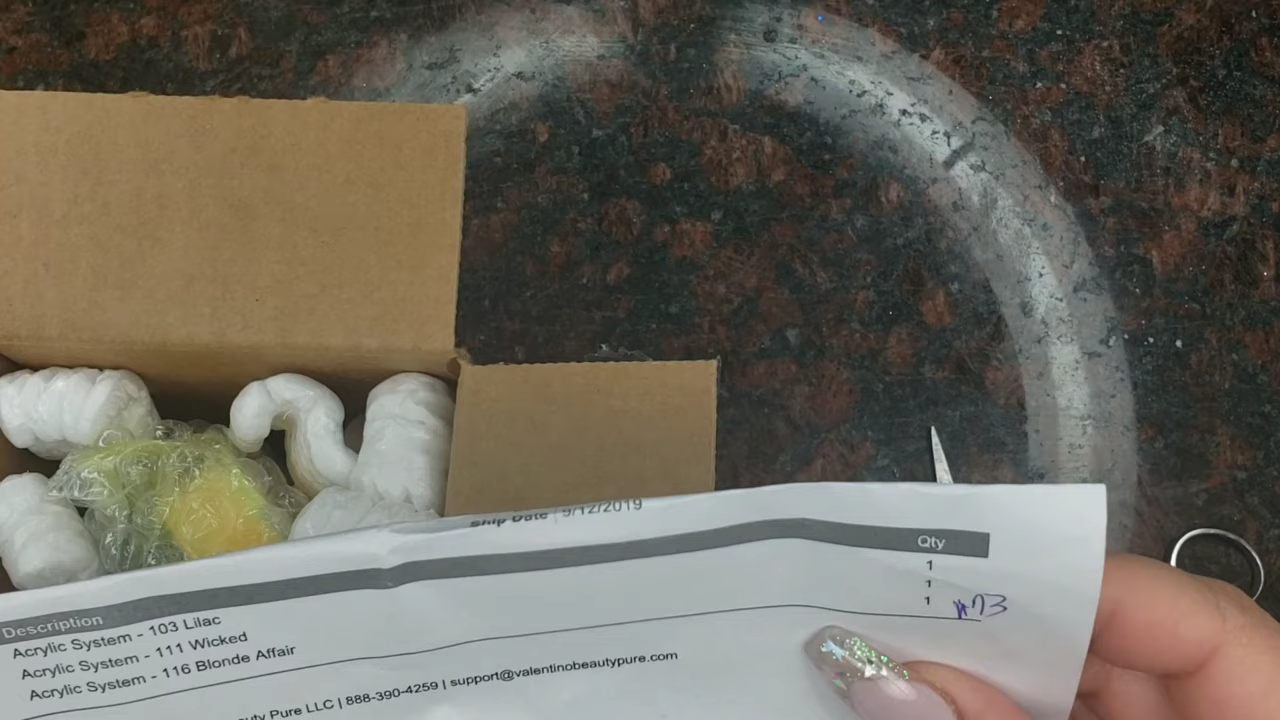 Ship Date 9/12/2019
Description Qty
Acrylic System - 103 Lilac 1
Acrylic System - 111 Wicked 1
Acrylic System - 116 Blonde Affair 1
uty Pure LLC | 888-390-4259 | support@valentinobeautypure.com